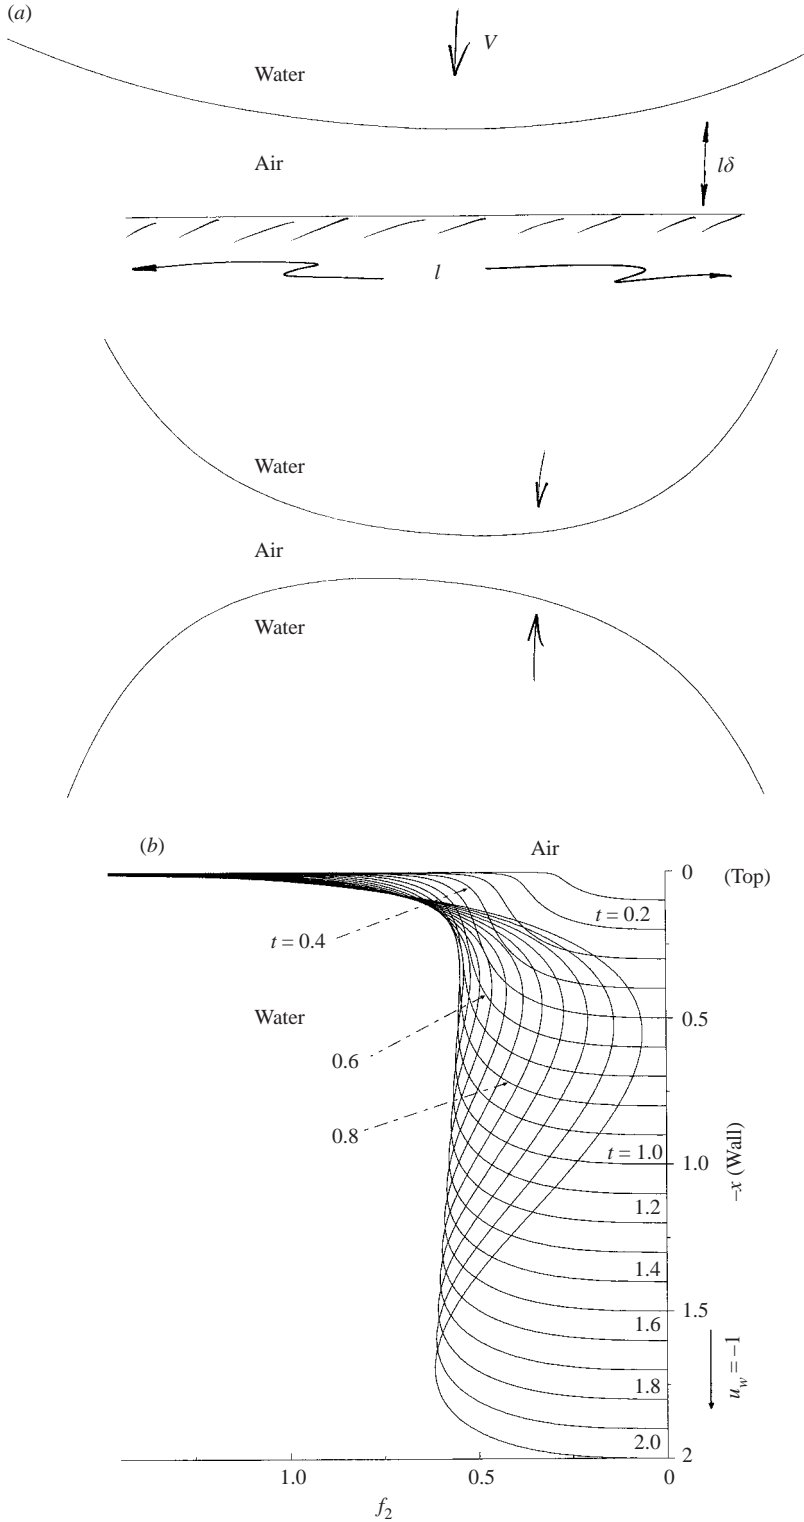 (a)
V
Water
Air
lδ
l
Water
Air
Water
(b)
Air
0
(Top)
t = 0.2
t = 0.4
Water
0.5
0.6
0.8
t = 1.0
1.0
–x (Wall)
1.2
1.4
1.5
1.6
u_w = –1
1.8
2.0
2
1.0
0.5
0
f₂